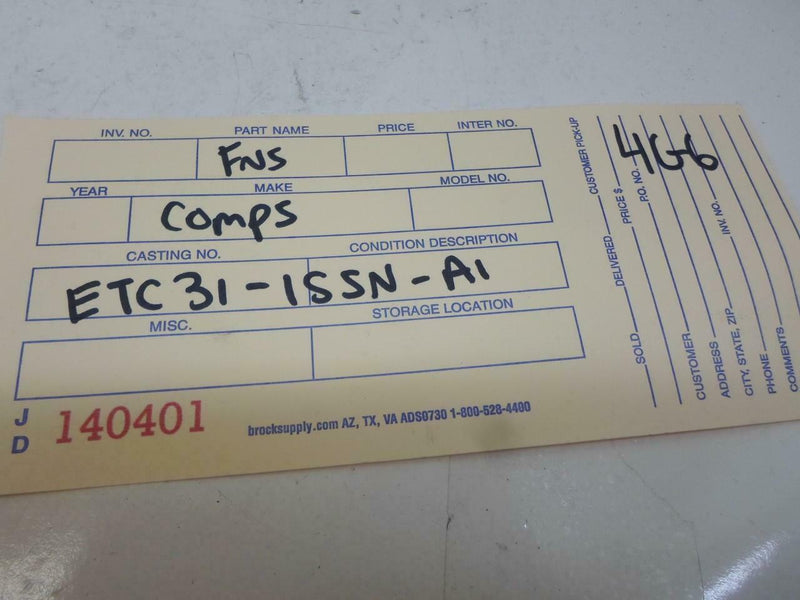 INV. NO. PART NAME PRICE INTER NO.
FNS
YEAR MAKE MODEL NO.
COMPS
CASTING NO. CONDITION DESCRIPTION
ETC31-1SSN-A1
MISC. STORAGE LOCATION
J
D
140401
brocksupply.com AZ, TX, VA ADS0730 1-800-528-4400
4G6
SOLD DELIVERED CUSTOMER PICK-UP
PRICE $
P.O. NO.
CUSTOMER
ADDRESS INV. NO.
CITY, STATE, ZIP
PHONE
COMMENTS